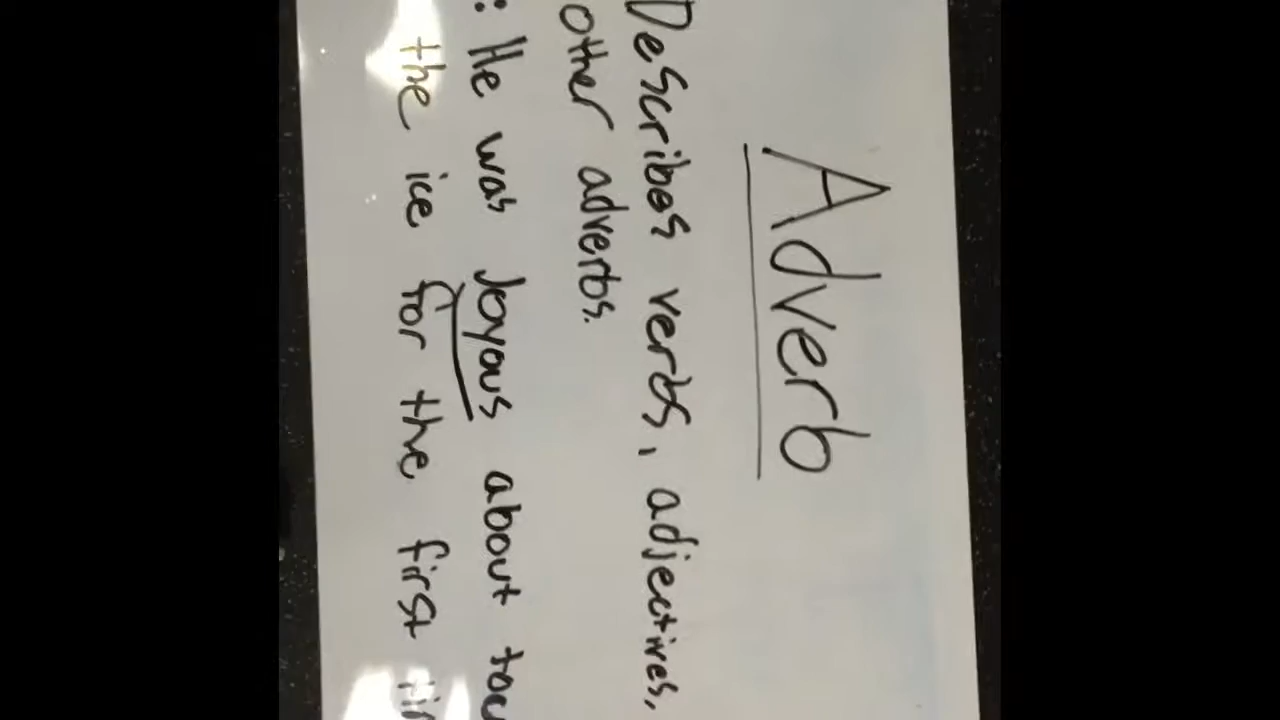 Adverb
Describes verbs, adjectives,
other adverbs.
: He was Joyous about
the ice for the first